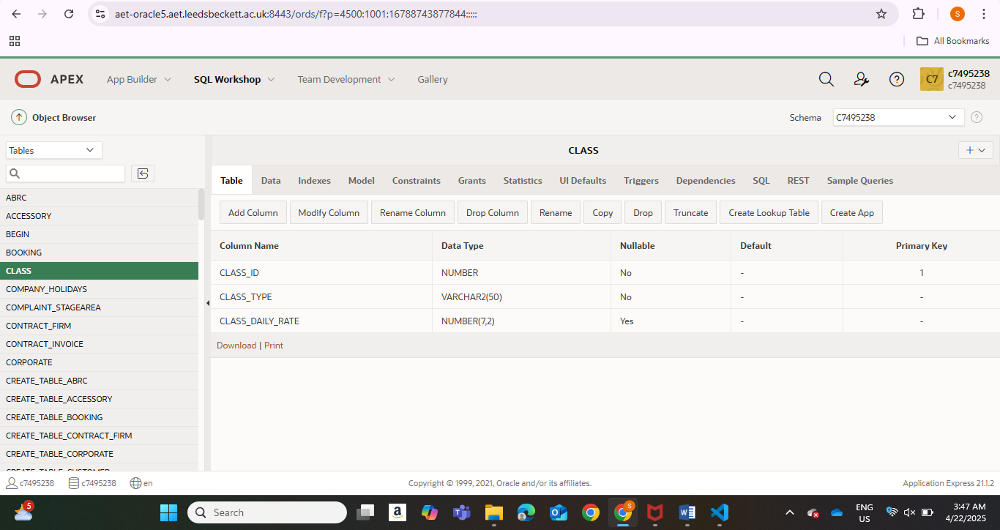 aet-oracle5.aet.leedsbeckett.ac.uk:8443/ords/f?p=4500:1001:16788743877844:::::
S
All Bookmarks
APEX App Builder SQL Workshop Team Development Gallery
C7 c7495238
c7495238
Object Browser
Schema C7495238
Tables
CLASS
Table Data Indexes Model Constraints Grants Statistics UI Defaults Triggers Dependencies SQL REST Sample Queries
Add Column Modify Column Rename Column Drop Column Rename Copy Drop Truncate Create Lookup Table Create App
Column Name Data Type Nullable Default Primary Key
CLASS_ID NUMBER No - 1
CLASS_TYPE VARCHAR2(50) No - -
CLASS_DAILY_RATE NUMBER(7,2) Yes - -
Download | Print
ABRC
ACCESSORY
BEGIN
BOOKING
CLASS
COMPANY_HOLIDAYS
COMPLAINT_STAGEAREA
CONTRACT_FIRM
CONTRACT_INVOICE
CORPORATE
CREATE_TABLE_ABRC
CREATE_TABLE_ACCESSORY
CREATE_TABLE_BOOKING
CREATE_TABLE_CONTRACT_FIRM
CREATE_TABLE_CORPORATE
CREATE_TABLE_CUSTOMER
c7495238 c7495238 en
Copyright © 1999, 2021, Oracle and/or its affiliates.
Application Express 21.1.2
5
Search
a
S
ENG
US
3:47 AM
4/22/2025